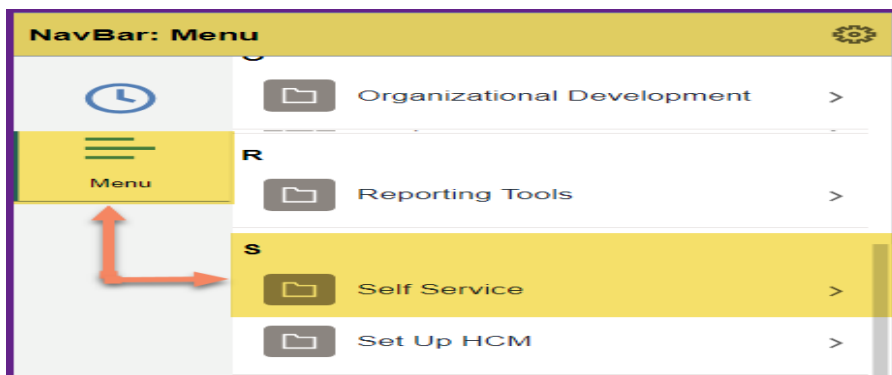 NavBar: Menu
Organizational Development
R
Menu
Reporting Tools
S
Self Service
Set Up HCM